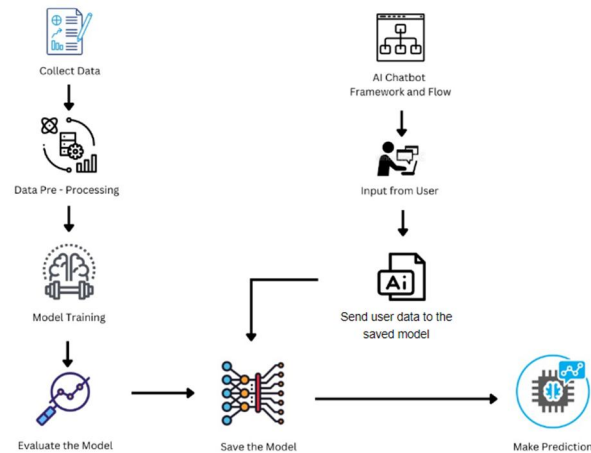 Collect Data
Data Pre - Processing
Model Training
Evaluate the Model
AI Chatbot
Framework and Flow
Input from User
Ai
Send user data to the
saved model
Save the Model
Make Prediction